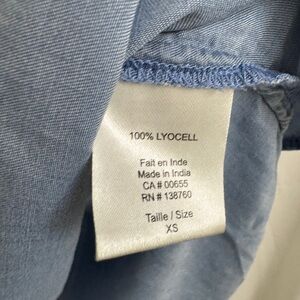 100% LYOCELL
Fait en Inde
Made in India
CA# 00655
RN # 138760
Taille / Size
XS